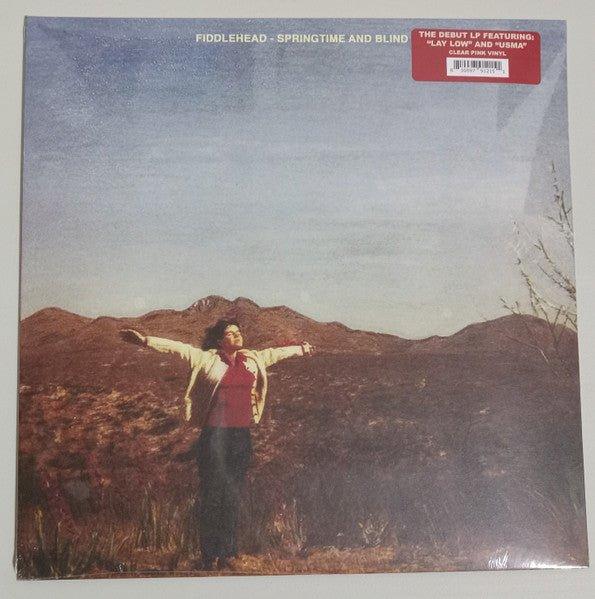 FIDDLEHEAD - SPRINGTIME AND BLIND
THE DEBUT LP FEATURING:
"LAY LOW" AND "USMA"
CLEAR PINK VINYL